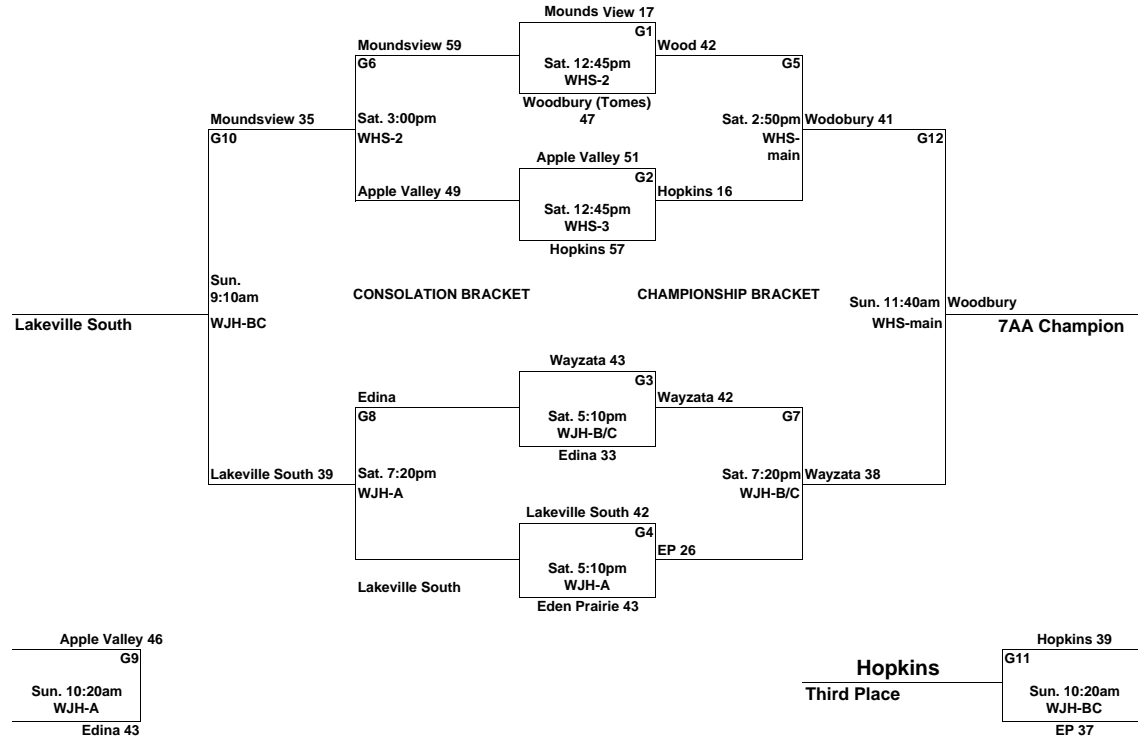 Mounds View 17
G1
Moundsview 59
Wood 42
G6
Sat. 12:45pm
G5
WHS-2
Woodbury (Tomes)
47
Moundsview 35
Sat. 3:00pm
Sat. 2:50pm
Wodobury 41
G10
WHS-2
WHS-
main
G12
Apple Valley 51
G2
Apple Valley 49
Hopkins 16
Sat. 12:45pm
WHS-3
Hopkins 57
Sun.
9:10am
CONSOLATION BRACKET
CHAMPIONSHIP BRACKET
Sun. 11:40am
Woodbury
Lakeville South
WJH-BC
WHS-main
7AA Champion
Wayzata 43
G3
Edina
Wayzata 42
G8
Sat. 5:10pm
G7
WJH-B/C
Edina 33
Lakeville South 39
Sat. 7:20pm
Sat. 7:20pm
Wayzata 38
WJH-A
WJH-B/C
Lakeville South 42
G4
EP 26
Sat. 5:10pm
WJH-A
Lakeville South
Eden Prairie 43
Apple Valley 46
Hopkins 39
G9
G11
Hopkins
Sun. 10:20am
Third Place
Sun. 10:20am
WJH-A
WJH-BC
Edina 43
EP 37